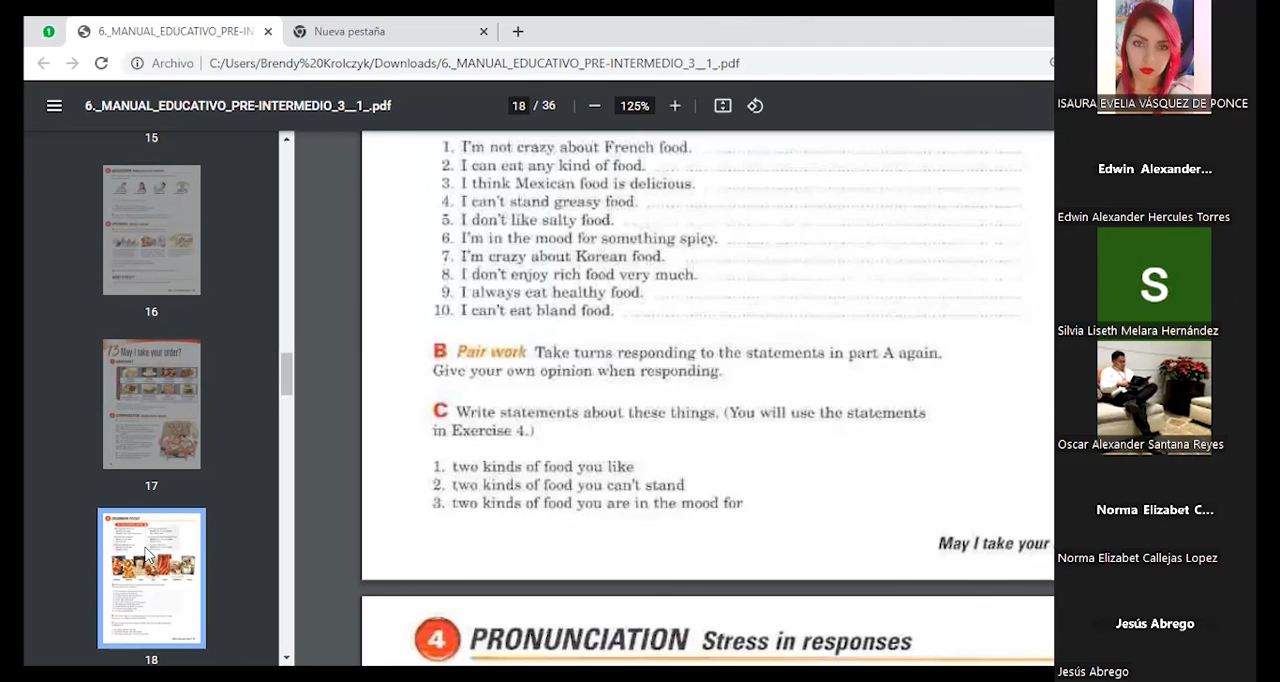 1
6._MANUAL_EDUCATIVO_PRE-IN
Nueva pestaña
Archivo C:/Users/Brendy%20Krolczyk/Downloads/6._MANUAL_EDUCATIVO_PRE-INTERMEDIO_3__1_.pdf
6._MANUAL_EDUCATIVO_PRE-INTERMEDIO_3__1_.pdf
18 / 36
125%
15
16
13 May I take your order?
17
18
1. I'm not crazy about French food.
2. I can eat any kind of food.
3. I think Mexican food is delicious.
4. I can't stand greasy food.
5. I don't like salty food.
6. I'm in the mood for something spicy.
7. I'm crazy about Korean food.
8. I don't enjoy rich food very much.
9. I always eat healthy food.
10. I can't eat bland food.
B Pair work Take turns responding to the statements in part A again.
Give your own opinion when responding.
C Write statements about these things. (You will use the statements
in Exercise 4.)
1. two kinds of food you like
2. two kinds of food you can't stand
3. two kinds of food you are in the mood for
May I take your
4 PRONUNCIATION Stress in responses
ISAURA EVELIA VÁSQUEZ DE PONCE
Edwin Alexander...
Edwin Alexander Hercules Torres
S
Silvia Liseth Melara Hernández
Oscar Alexander Santana Reyes
Norma Elizabet C...
Norma Elizabet Callejas Lopez
Jesús Abrego
Jesús Abrego